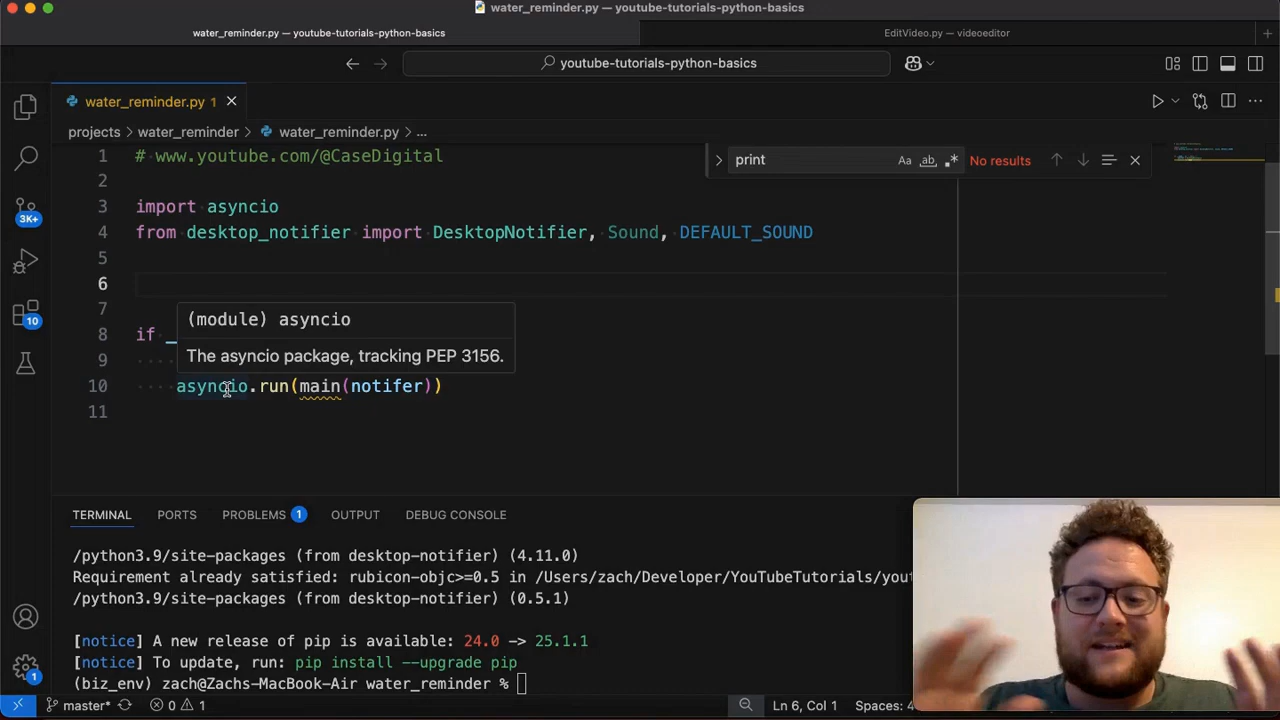 water_reminder.py — youtube-tutorials-python-basics
water_reminder.py — youtube-tutorials-python-basics
EditVideo.py — videoeditor
youtube-tutorials-python-basics
water_reminder.py 1
projects > water_reminder > water_reminder.py > ...
print
Aa ab .* No results
1 # www.youtube.com/@CaseDigital
2
3 import asyncio
4 from desktop_notifier import DesktopNotifier, Sound, DEFAULT_SOUND
5
6
7
(module) asyncio
8 if _
The asyncio package, tracking PEP 3156.
9
10 asyncio.run(main(notifer))
11
3K+
10
1
TERMINAL PORTS PROBLEMS 1 OUTPUT DEBUG CONSOLE
/python3.9/site-packages (from desktop-notifier) (4.11.0)
Requirement already satisfied: rubicon-objc>=0.5 in /Users/zach/Developer/YouTubeTutorials/you
/python3.9/site-packages (from desktop-notifier) (0.5.1)
[notice] A new release of pip is available: 24.0 -> 25.1.1
[notice] To update, run: pip install --upgrade pip
(biz_env) zach@Zachs-MacBook-Air water_reminder %
master* 0 1
Ln 6, Col 1 Spaces: 4